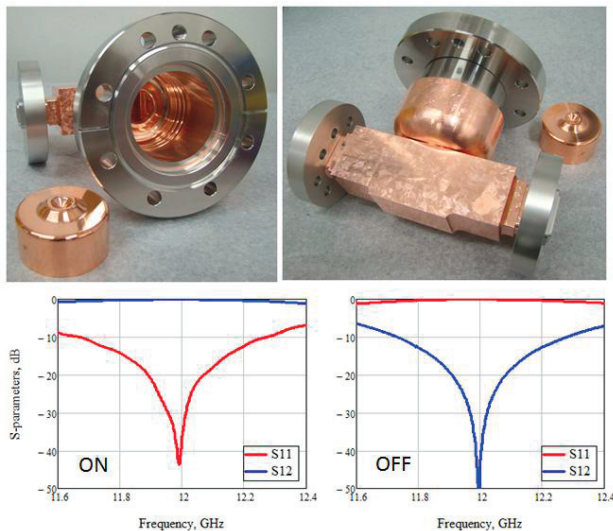 0
− 10
− 20
− 30
− 40
− 50
S-parameters, dB
ON
S11
S12
11.6
11.8
12
12.2
12.4
Frequency, GHz
0
− 10
− 20
− 30
− 40
− 50
OFF
S11
S12
11.6
11.8
12
12.2
12.4
Frequency, GHz